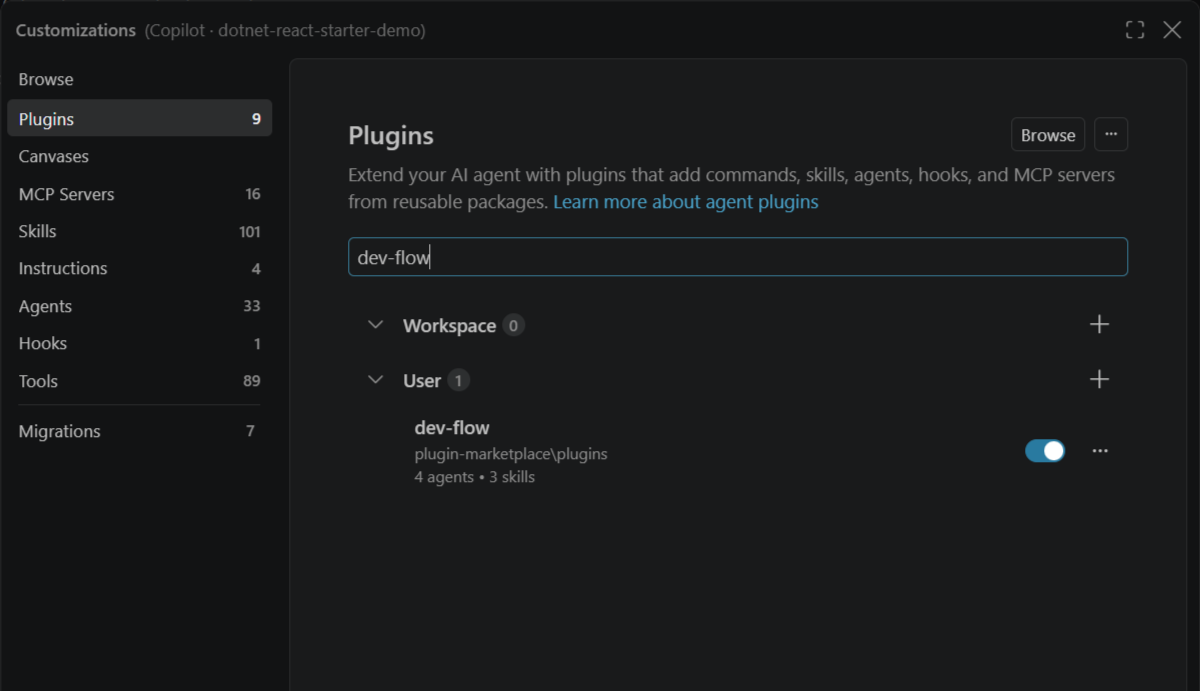 Customizations (Copilot · dotnet-react-starter-demo)
Browse
Plugins 9
Canvases
MCP Servers 16
Skills 101
Instructions 4
Agents 33
Hooks 1
Tools 89
Migrations 7
Plugins
Browse
Extend your AI agent with plugins that add commands, skills, agents, hooks, and MCP servers
from reusable packages. Learn more about agent plugins
dev-flow
Workspace 0
User 1
dev-flow
plugin-marketplace\plugins
4 agents • 3 skills